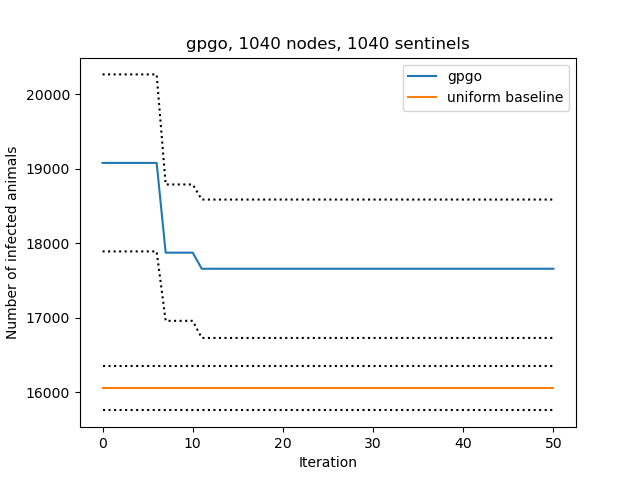 gpgo, 1040 nodes, 1040 sentinels
gpgo
uniform baseline
Number of infected animals
20000
19000
18000
17000
16000
0 10 20 30 40 50
Iteration